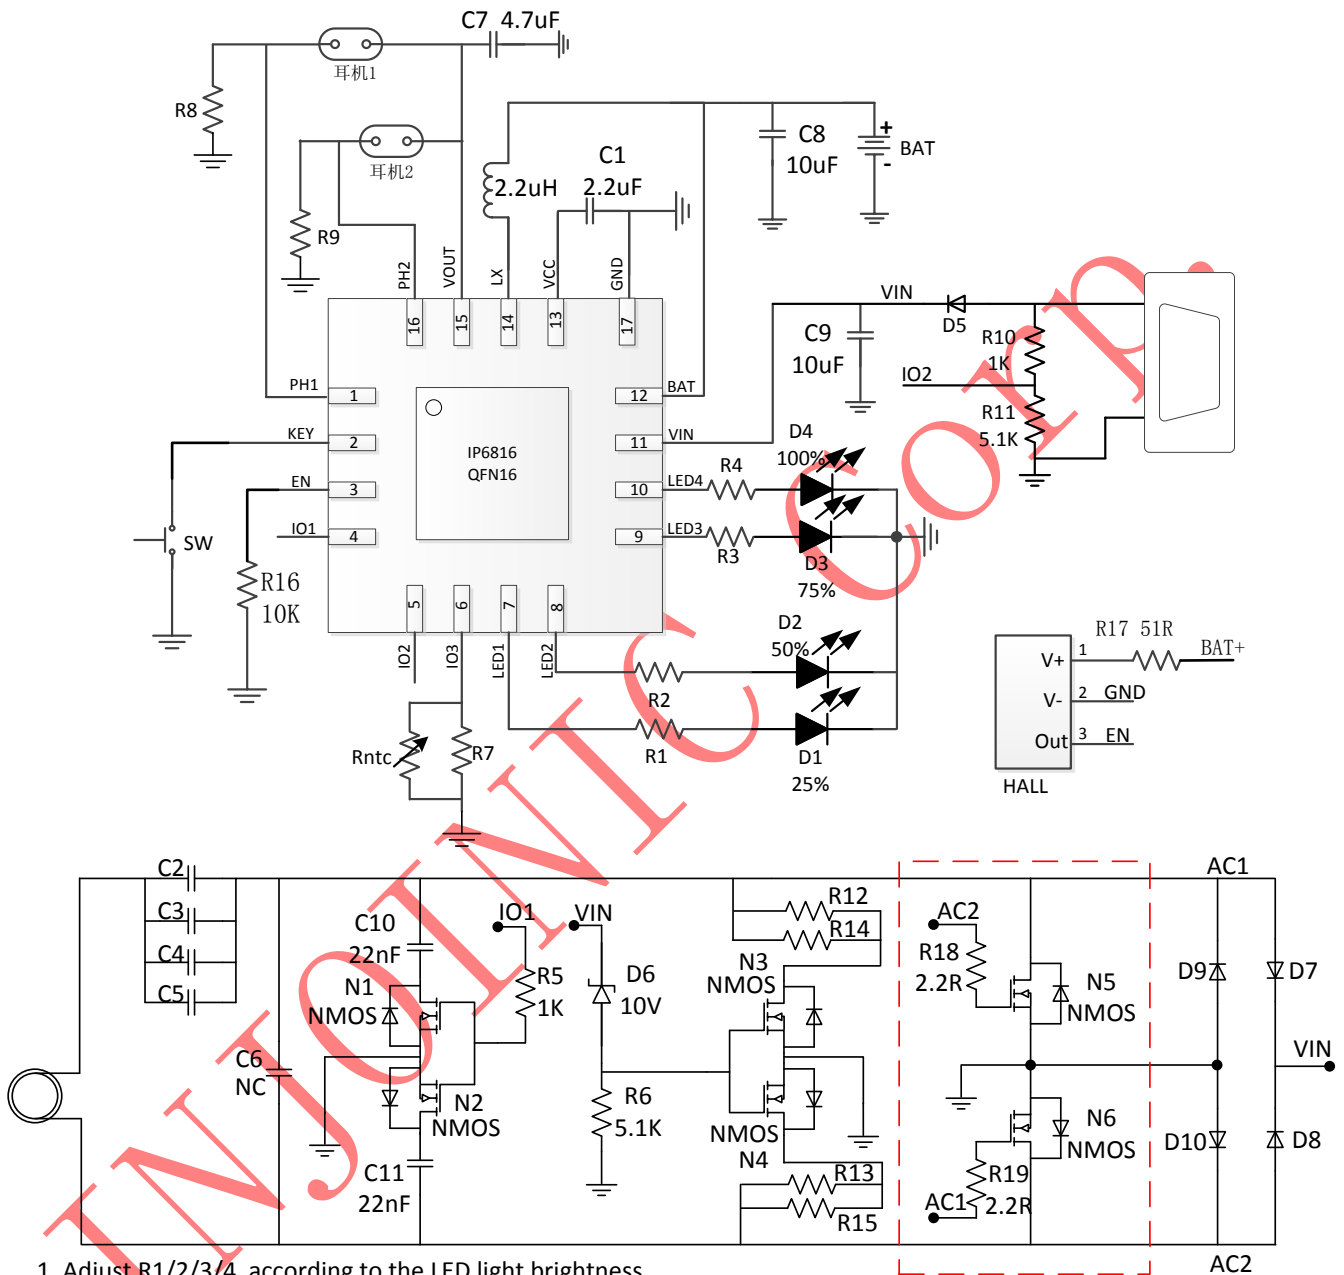 C7 4.7uF
耳机1
R8
耳机2
R9
C8
10uF
+
-
BAT
C1
2.2uF
2.2uH
PH2
VOUT
LX
VCC
GND
16
15
14
13
17
VIN
D5
C9
10uF
R10
1K
IO2
R11
5.1K
PH1
1
12
BAT
KEY
2
11
VIN
IP6816
QFN16
EN
3
10
LED4
R4
D4
100%
IO1
4
9
LED3
R3
D3
75%
SW
R16
10K
5
6
7
8
IO2
IO3
LED1
LED2
R2
D2
50%
R1
D1
25%
Rntc
R7
R17 51R
V+
1
BAT+
V-
2
GND
Out
3
EN
HALL
C2
C3
C4
C5
C6
NC
C10
22nF
N1
NMOS
IO1
R5
1K
N2
NMOS
C11
22nF
VIN
D6
10V
R6
5.1K
R12
R14
N3
NMOS
NMOS
N4
R13
R15
AC2
R18
2.2R
N5
NMOS
N6
NMOS
R19
2.2R
AC1
AC1
D9
D7
VIN
D10
D8
AC2
1. Adjust R1/2/3/4 according to the LED light brightness
INJOINIC Corp.